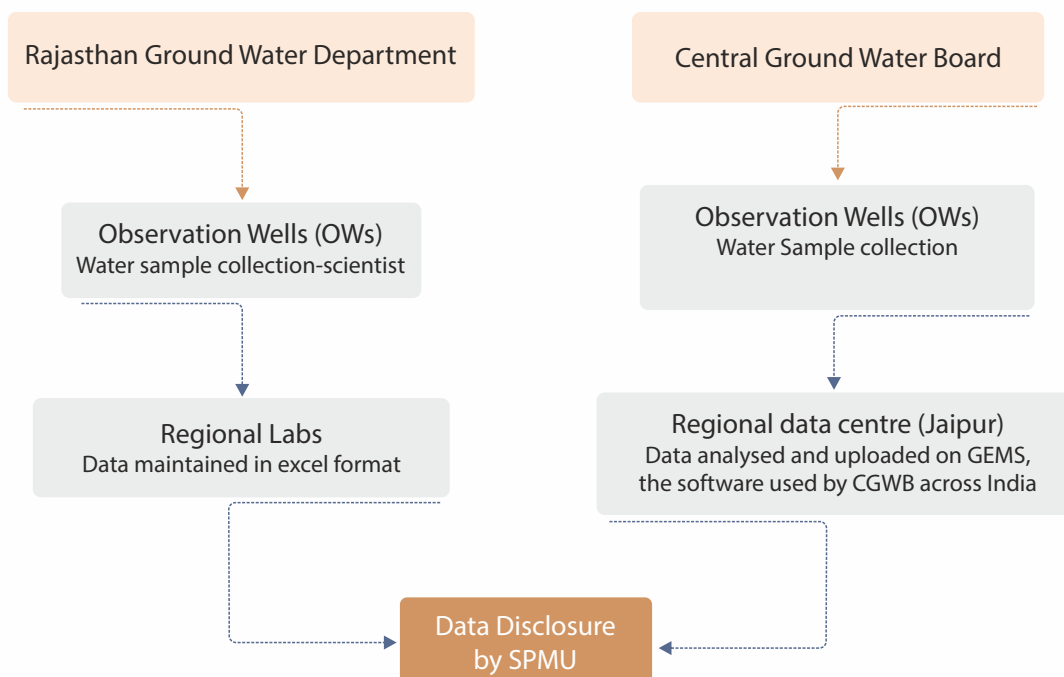 Rajasthan Ground Water Department
Observation Wells (OWs)
Water sample collection-scientist
Regional Labs
Data maintained in excel format
Central Ground Water Board
Observation Wells (OWs)
Water Sample collection
Regional data centre (Jaipur)
Data analysed and uploaded on GEMS,
the software used by CGWB across India
Data Disclosure
by SPMU